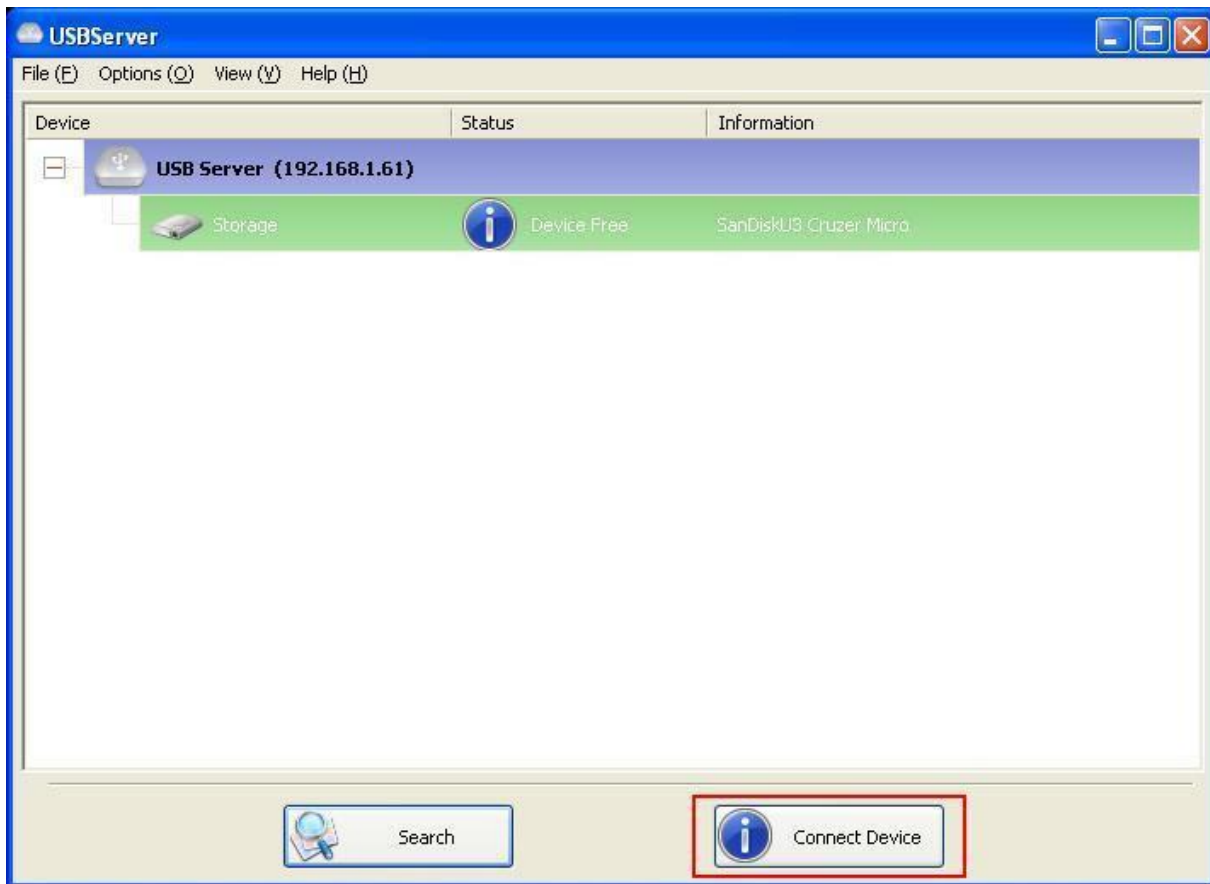 USBServer
File (F) Options (O) View (V) Help (H)
Device Status Information
USB Server (192.168.1.61)
Storage Device Free SanDiskU3 Cruzer Micro
Search Connect Device